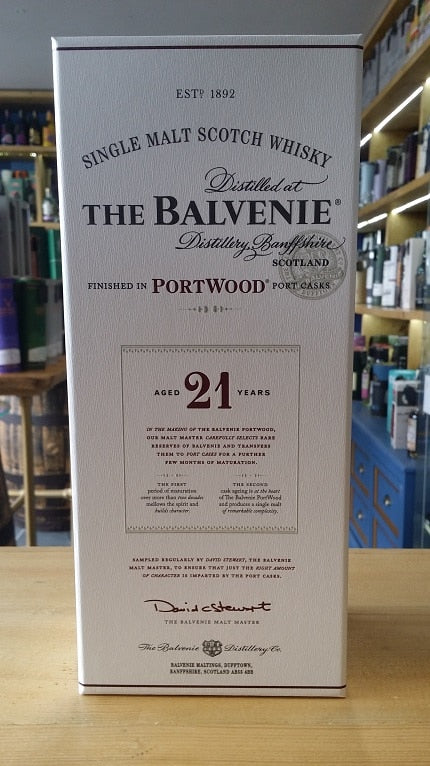 ESTD 1892
SINGLE MALT SCOTCH WHISKY
Distilled at
THE BALVENIE®
Distillery, Banffshire
SCOTLAND
FINISHED IN PORTWOOD® PORT CASKS
AGED 21 YEARS
IN THE MAKING OF THE BALVENIE PORTWOOD,
OUR MALT MASTER CAREFULLY SELECTS RARE
RESERVES OF BALVENIE AND TRANSFERS
THEM TO PORT CASKS FOR A FURTHER
FEW MONTHS OF MATURATION.
THE FIRST
period of maturation
over more than two decades
mellows the spirit and
builds character.
THE SECOND
cask ageing is at the heart
of The Balvenie PortWood
and produces a single malt
of remarkable complexity.
SAMPLED REGULARLY BY DAVID STEWART, THE BALVENIE
MALT MASTER, TO ENSURE THAT JUST THE RIGHT AMOUNT
OF CHARACTER IS IMPARTED BY THE PORT CASKS.
David C Stewart
THE BALVENIE MALT MASTER
The Balvenie Distillery Co.
BALVENIE MALTINGS, DUFFTOWN,
BANFFSHIRE, SCOTLAND AB55 4BB